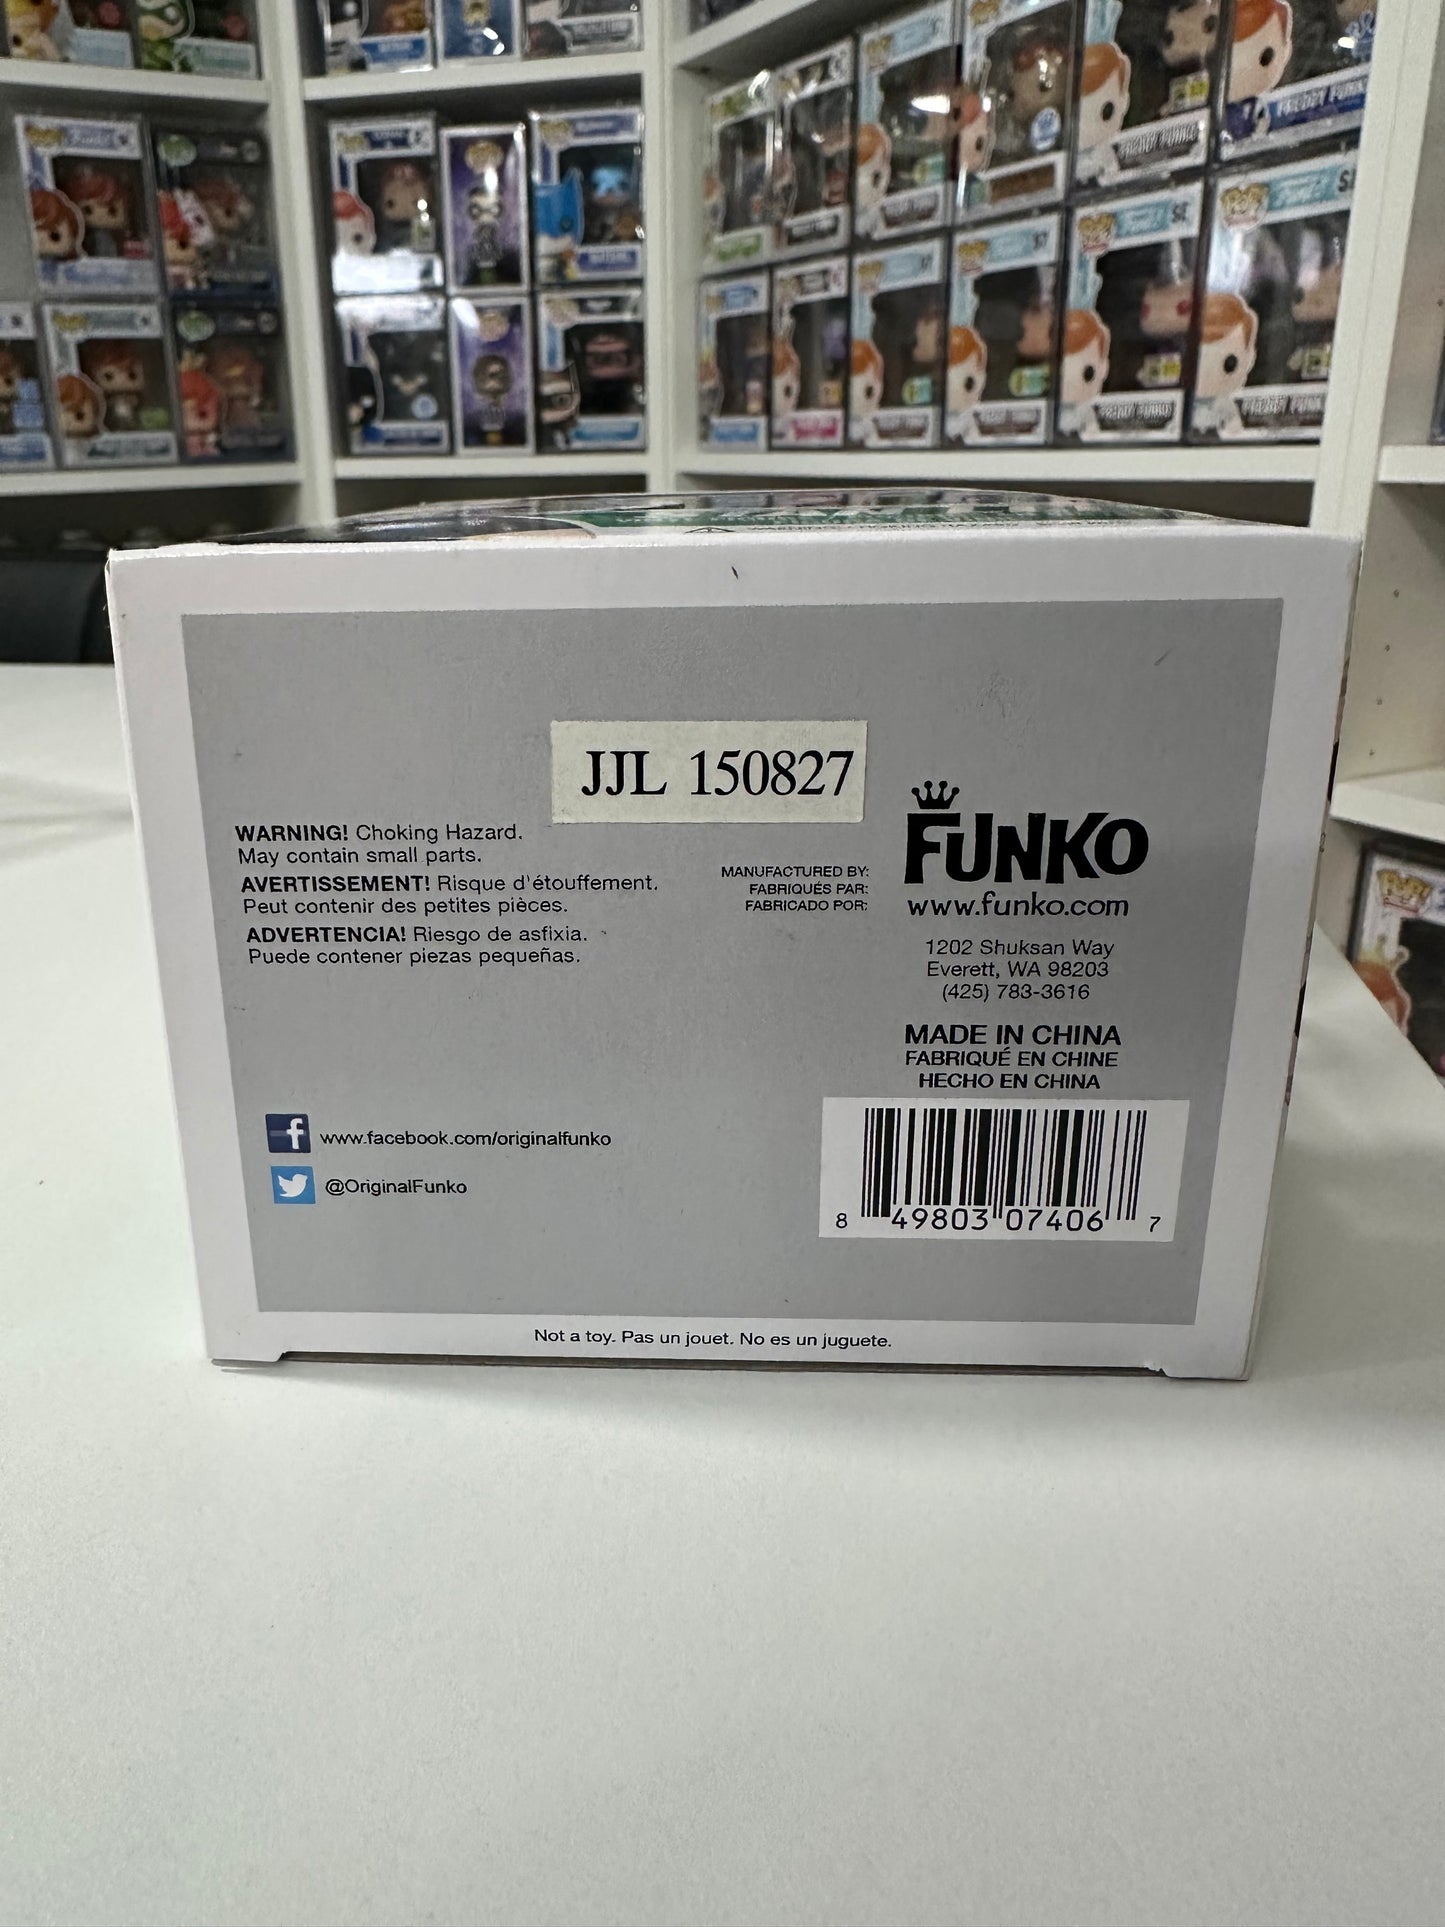 JJL 150827
WARNING! Choking Hazard.
May contain small parts.
AVERTISSEMENT! Risque d'étouffement.
Peut contenir des petites pièces.
ADVERTENCIA! Riesgo de asfixia.
Puede contener piezas pequeñas.
MANUFACTURED BY:
FABRIQUÉS PAR:
FABRICADO POR:
FUNKO
www.funko.com
1202 Shuksan Way
Everett, WA 98203
(425) 783-3616
MADE IN CHINA
FABRIQUÉ EN CHINE
HECHO EN CHINA
www.facebook.com/originalfunko
@OriginalFunko
8 49803 07406 7
Not a toy. Pas un jouet. No es un juguete.